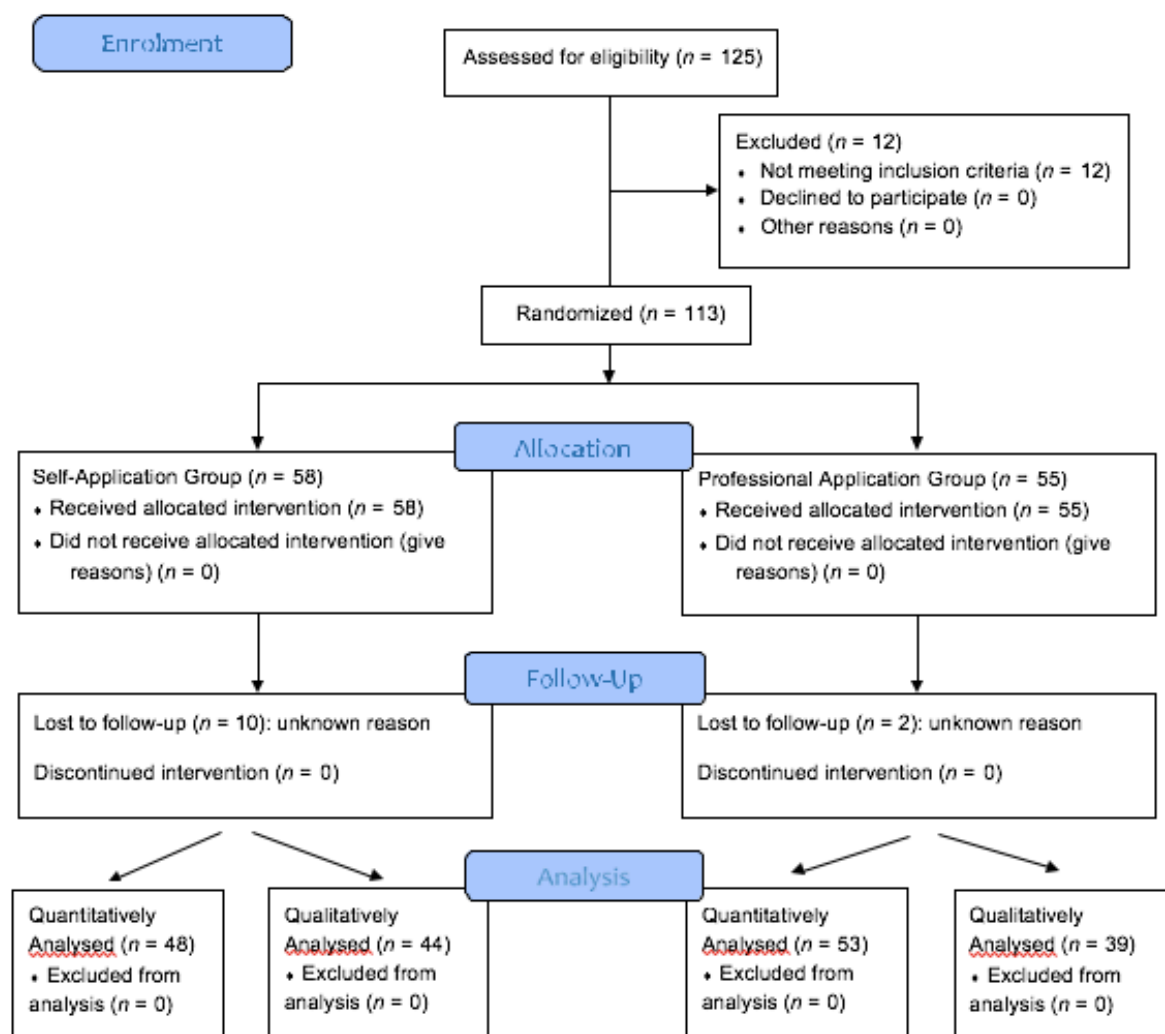 Enrolment
Assessed for eligibility (n = 125)
Excluded (n = 12)
⬧ Not meeting inclusion criteria (n = 12)
⬧ Declined to participate (n = 0)
⬧ Other reasons (n = 0)
Randomized (n = 113)
Allocation
Self-Application Group (n = 58)
⬧ Received allocated intervention (n = 58)
⬧ Did not receive allocated intervention (give
reasons) (n = 0)
Professional Application Group (n = 55)
⬧ Received allocated intervention (n = 55)
⬧ Did not receive allocated intervention (give
reasons) (n = 0)
Follow-Up
Lost to follow-up (n = 10): unknown reason
Discontinued intervention (n = 0)
Lost to follow-up (n = 2): unknown reason
Discontinued intervention (n = 0)
Analysis
Quantitatively
Analysed (n = 48)
⬧ Excluded from
analysis (n = 0)
Qualitatively
Analysed (n = 44)
⬧ Excluded from
analysis (n = 0)
Quantitatively
Analysed (n = 53)
⬧ Excluded from
analysis (n = 0)
Qualitatively
Analysed (n = 39)
⬧ Excluded from
analysis (n = 0)